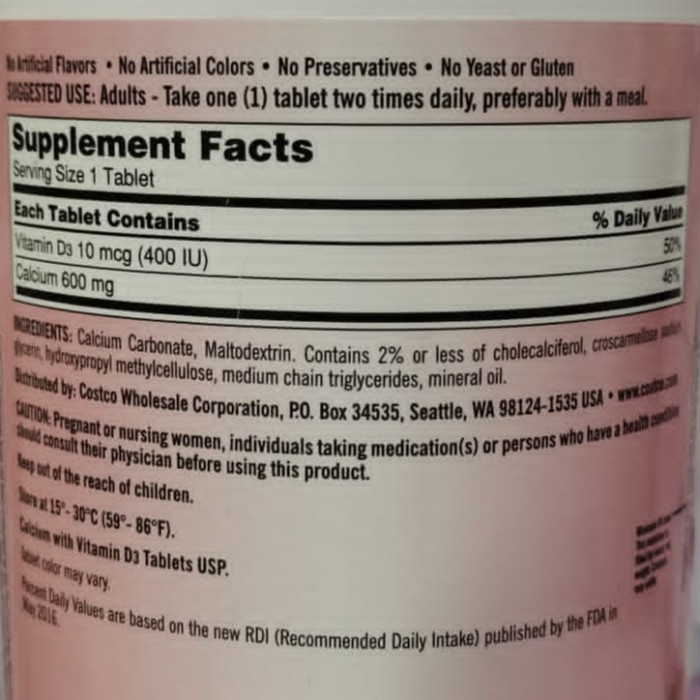 No Artificial Flavors • No Artificial Colors • No Preservatives • No Yeast or Gluten
SUGGESTED USE: Adults - Take one (1) tablet two times daily, preferably with a meal.
Supplement Facts
Serving Size 1 Tablet
Each Tablet Contains % Daily Value
Vitamin D3 10 mcg (400 IU) 50%
Calcium 600 mg 46%
INGREDIENTS: Calcium Carbonate, Maltodextrin. Contains 2% or less of cholecalciferol, croscarmellose sodium,
glycerin, hydroxypropyl methylcellulose, medium chain triglycerides, mineral oil.
Distributed by: Costco Wholesale Corporation, P.O. Box 34535, Seattle, WA 98124-1535 USA • www.costco.com
CAUTION: Pregnant or nursing women, individuals taking medication(s) or persons who have a health condition
should consult their physician before using this product.
Keep out of the reach of children.
Store at 15°- 30°C (59°- 86°F).
Calcium with Vitamin D3 Tablets USP.
Tablet color may vary.
Percent Daily Values are based on the new RDI (Recommended Daily Intake) published by the FDA in
May 2016.